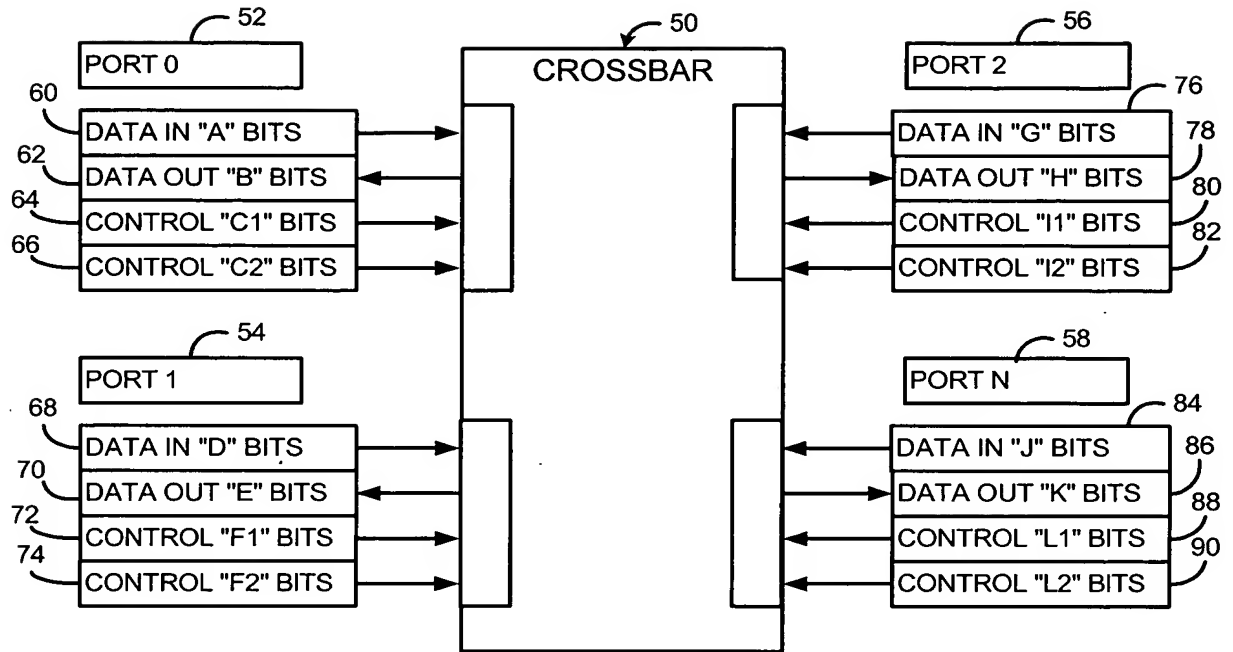 52
PORT 0
60
DATA IN "A" BITS
62
DATA OUT "B" BITS
64
CONTROL "C1" BITS
66
CONTROL "C2" BITS
54
PORT 1
68
DATA IN "D" BITS
70
DATA OUT "E" BITS
72
CONTROL "F1" BITS
74
CONTROL "F2" BITS
50
CROSSBAR
56
PORT 2
76
DATA IN "G" BITS
78
DATA OUT "H" BITS
80
CONTROL "I1" BITS
82
CONTROL "I2" BITS
58
PORT N
84
DATA IN "J" BITS
86
DATA OUT "K" BITS
88
CONTROL "L1" BITS
90
CONTROL "L2" BITS